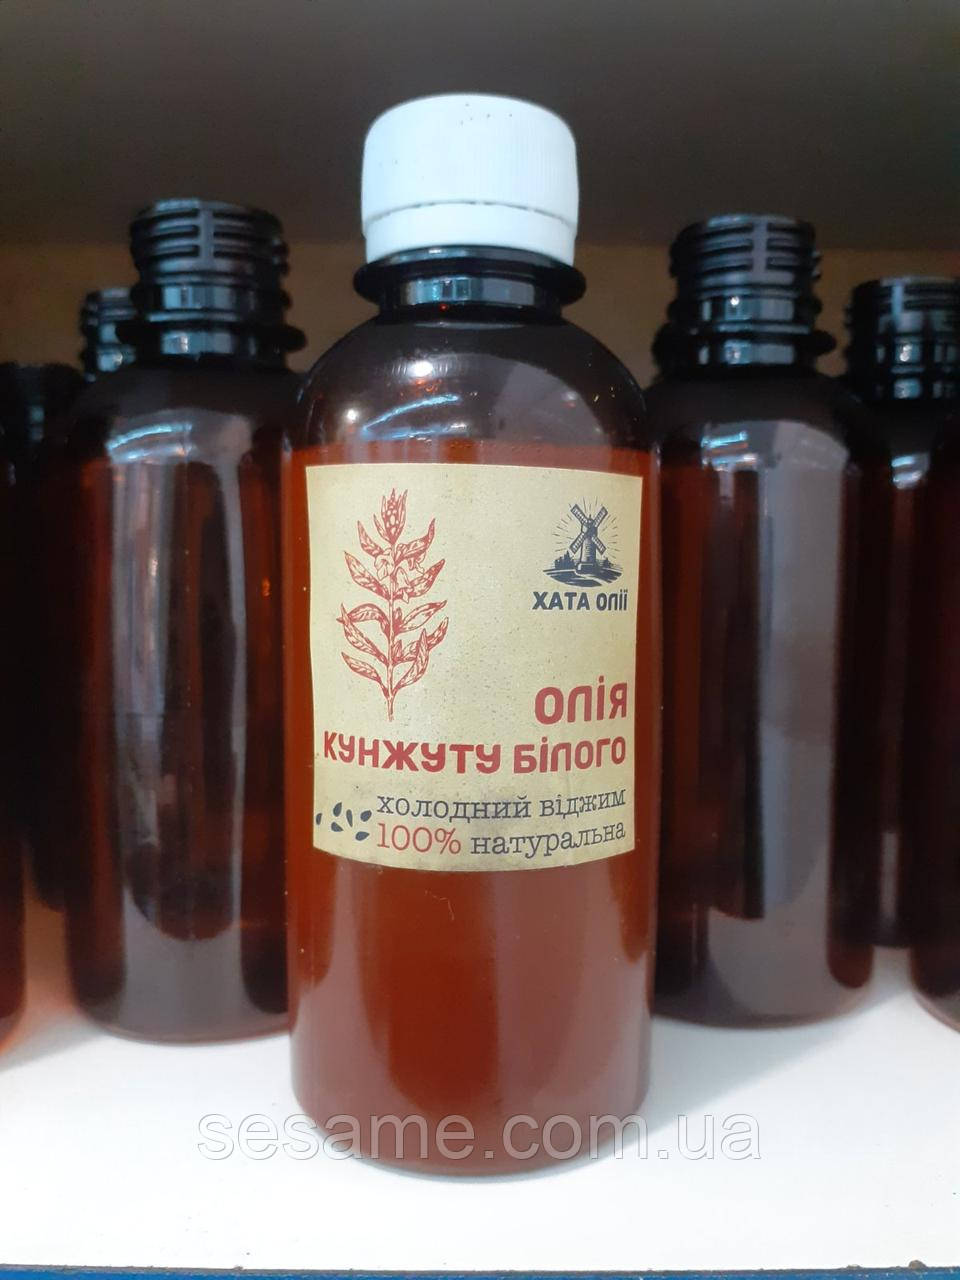 ХАТА ОЛІЇ
ОЛІЯ
КУНЖУТУ БІЛОГО
холодний віджим
100% натуральна
sesame.com.ua